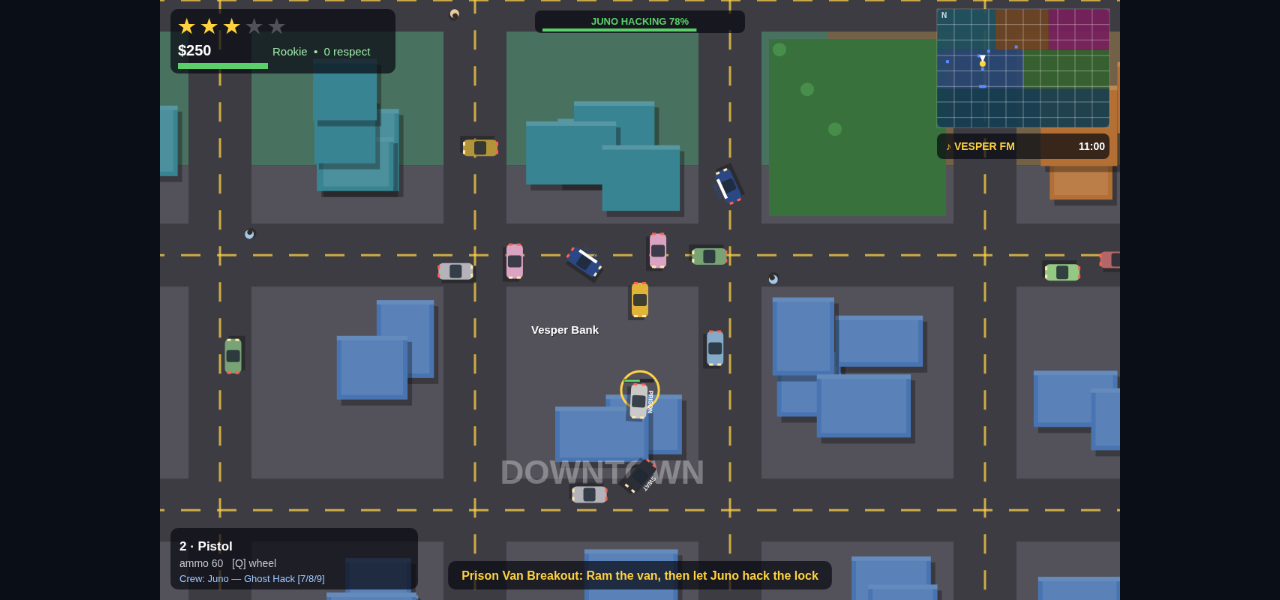 JUNO HACKING 78%
$250
Rookie • 0 respect
N
♪ VESPER FM
11:00
Vesper Bank
PRISON
DOWNTOWN
SWAT
2 · Pistol
ammo 60 [Q] wheel
Crew: Juno — Ghost Hack [7/8/9]
Prison Van Breakout: Ram the van, then let Juno hack the lock